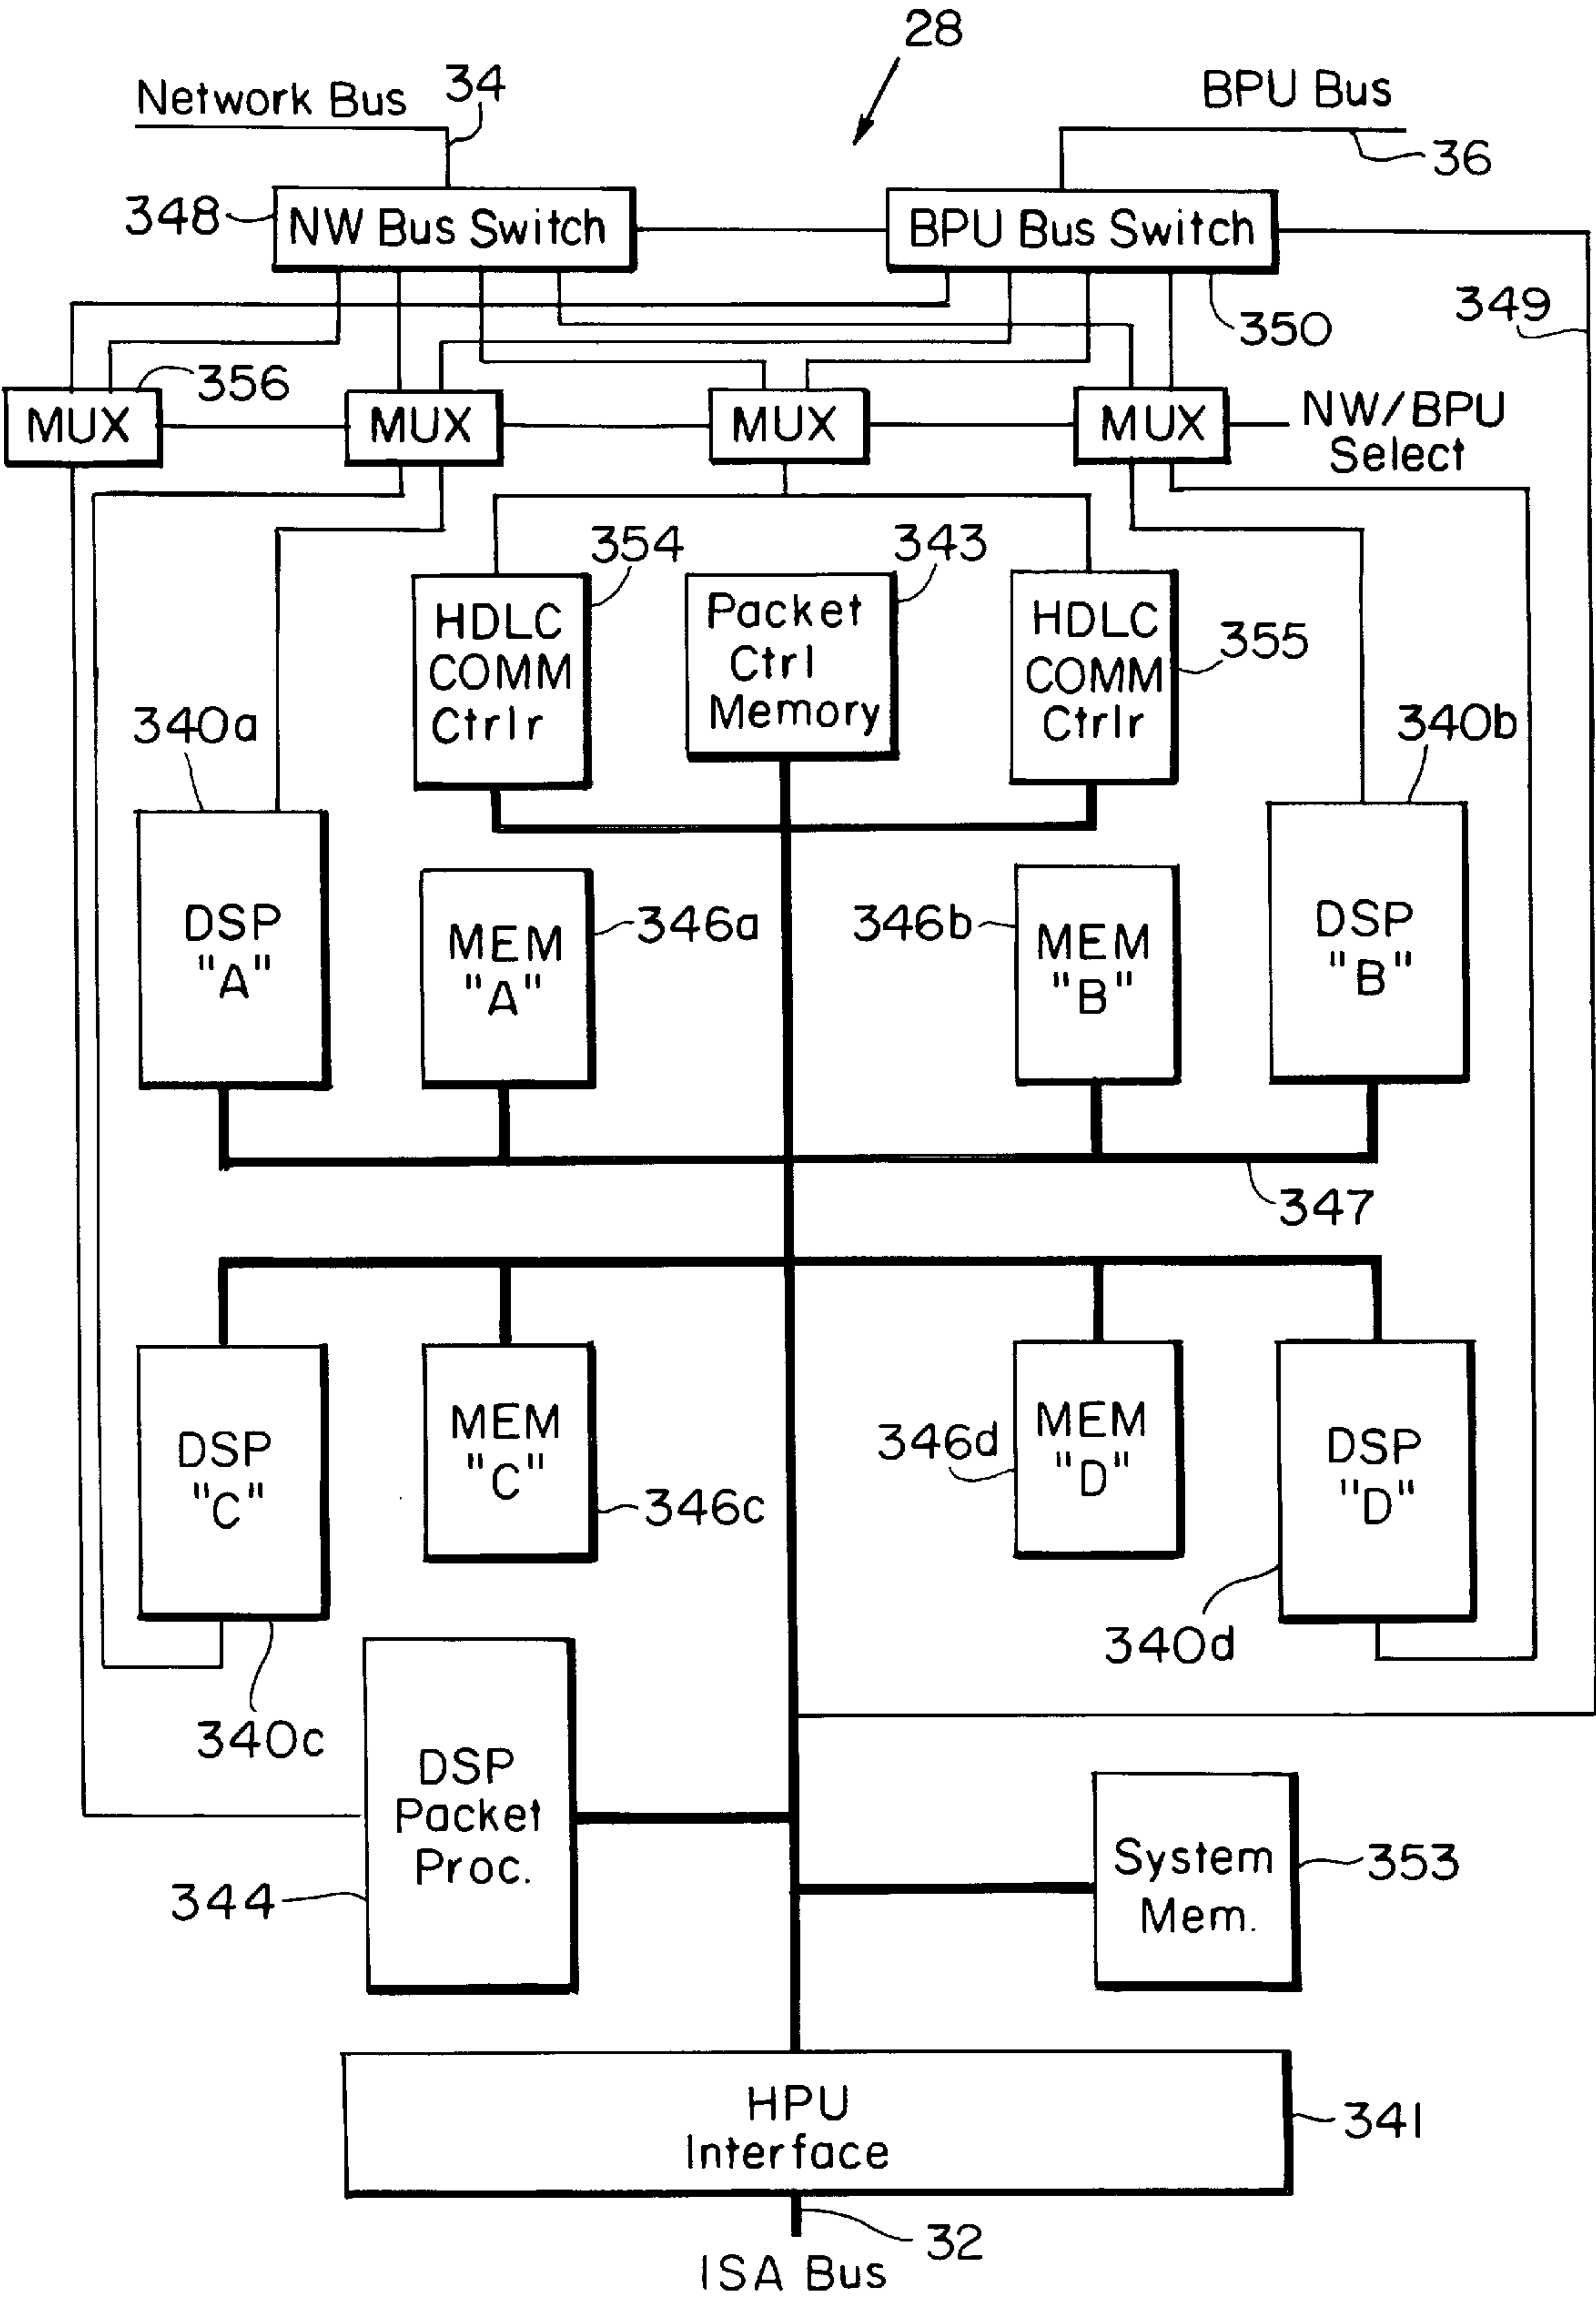 28
Network Bus
34
BPU Bus
36
348
NW Bus Switch
BPU Bus Switch
349
350
356
MUX
MUX
MUX
MUX
NW/BPU
Select
354
343
HDLC
COMM
Ctrlr
Packet
Ctrl
Memory
HDLC
COMM
Ctrlr
355
340a
340b
DSP
"A"
MEM
"A"
346a
346b
MEM
"B"
DSP
"B"
347
DSP
"C"
MEM
"C"
346c
346d
MEM
"D"
DSP
"D"
340c
340d
DSP
Packet
Proc.
344
System
Mem.
353
HPU
Interface
341
32
ISA Bus